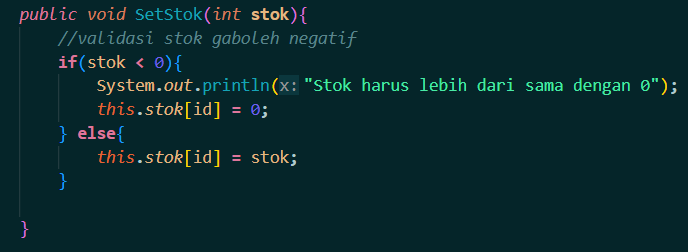 public void SetStok(int stok){
//validasi stok gaboleh negatif
if(stok < 0){
System.out.println(x: "Stok harus lebih dari sama dengan 0");
this.stok[id] = 0;
} else{
this.stok[id] = stok;
}
}